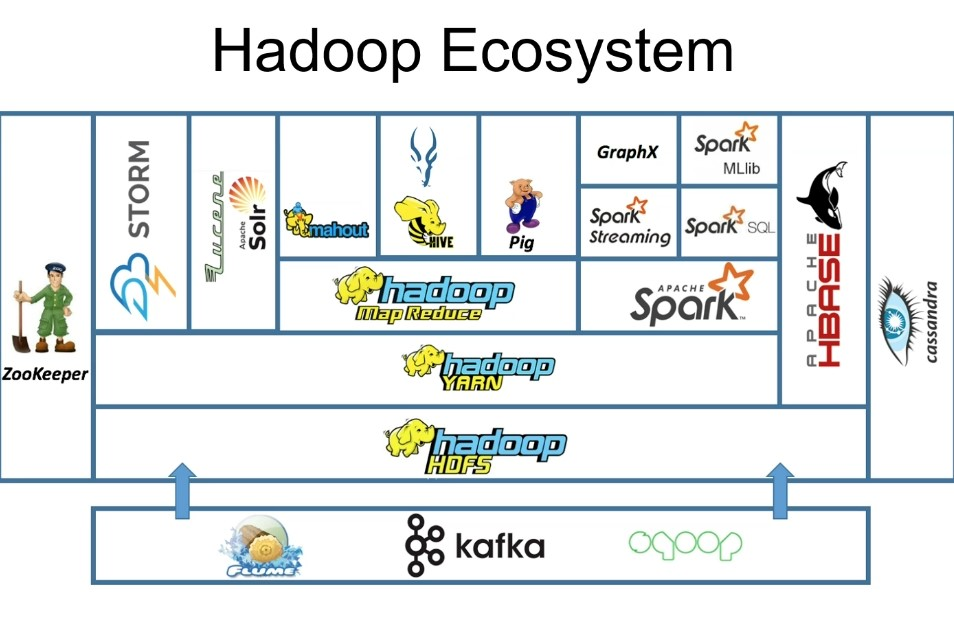 Hadoop Ecosystem
ZooKeeper
STORM
Lucene
Apache
Solr
mahout
HIVE
Pig
GraphX
Spark
MLlib
Spark
Streaming
Spark SQL
hadoop
Map Reduce
APACHE
Spark™
APACHE
HBASE
cassandra
hadoop
YARN
hadoop
HDFS
FLUME
kafka
sqoop